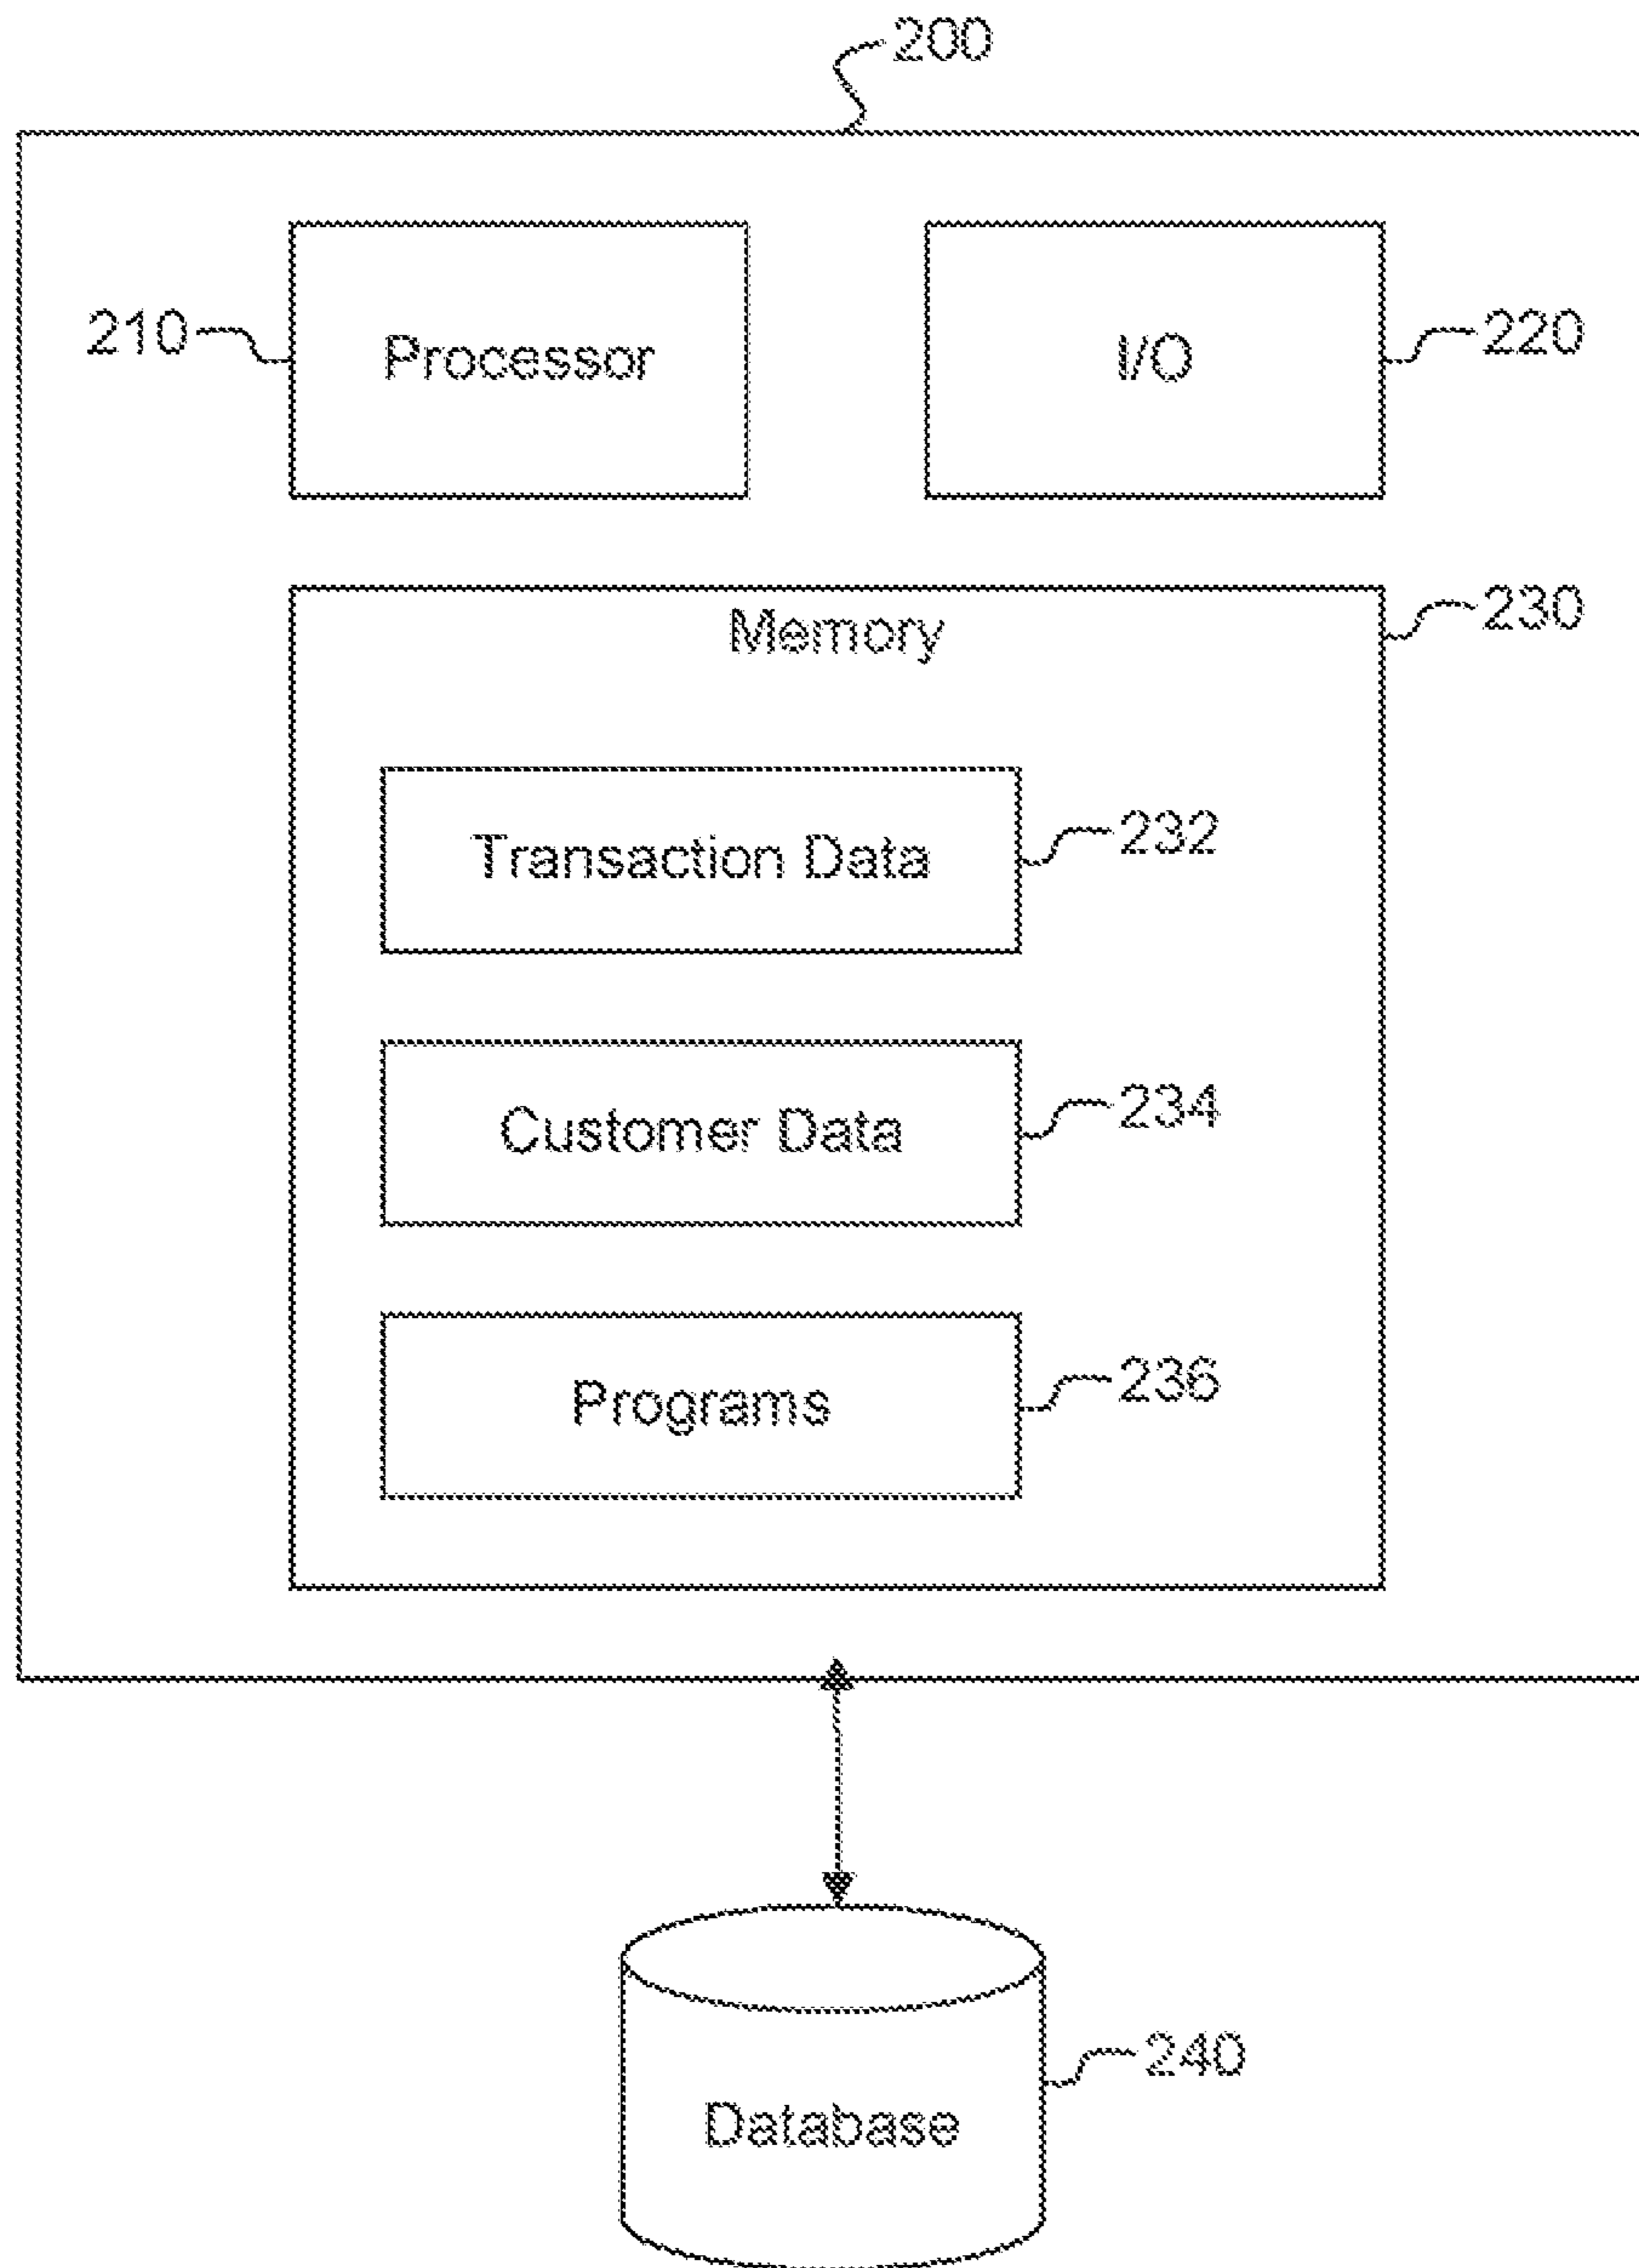 200
210
Processor
I/O
220
Memory
230
Transaction Data
232
Customer Data
234
Programs
236
Database
240